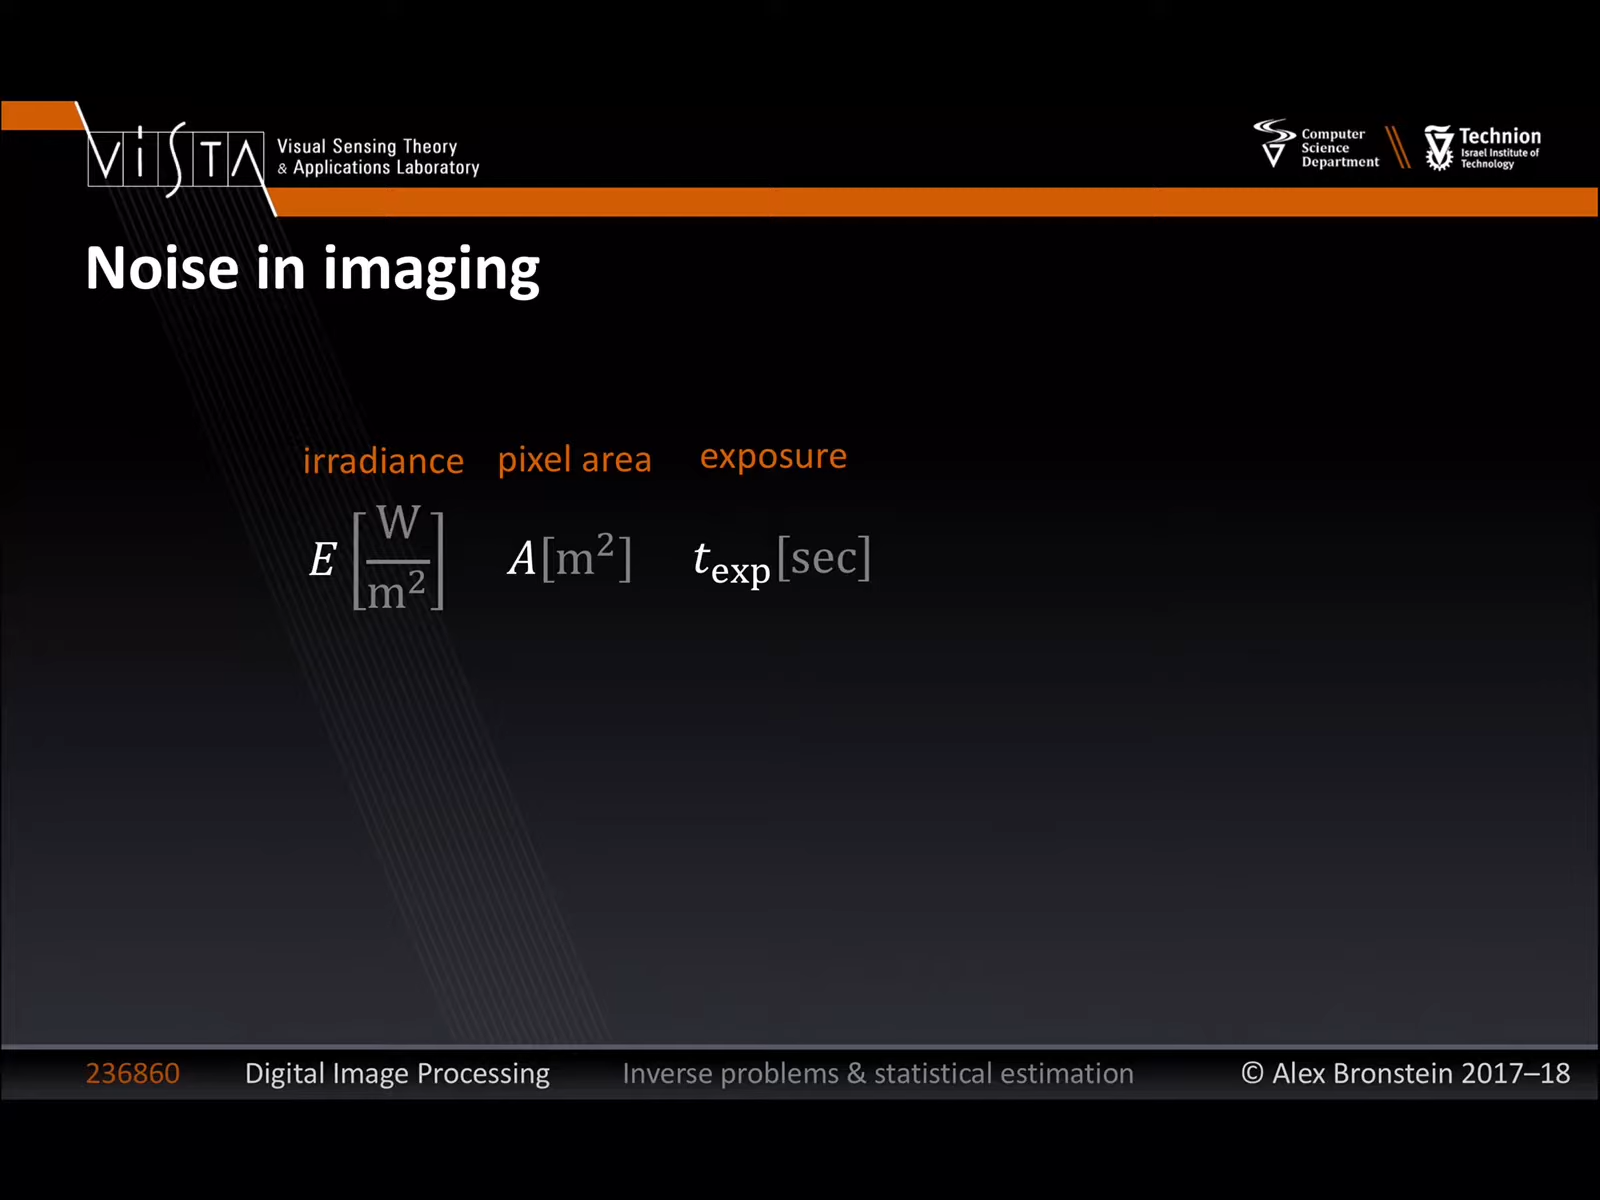 ViSTA
Visual Sensing Theory
& Applications Laboratory
Computer
Science
Department
Technion
Israel Institute of
Technology
Noise in imaging
irradiance pixel area exposure
E [W/m²] A[m²] t_exp[sec]
236860 Digital Image Processing Inverse problems & statistical estimation © Alex Bronstein 2017–18